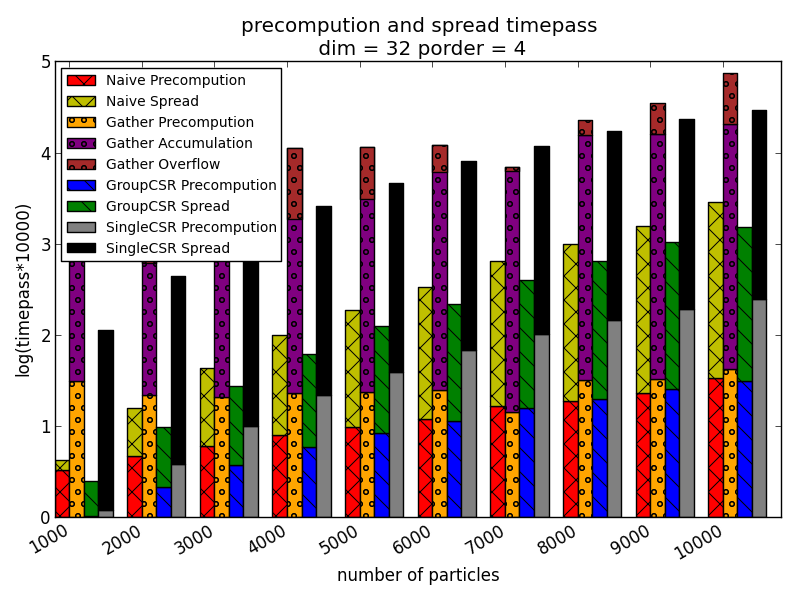 precompution and spread timepass
dim = 32 porder = 4
5
4
3
2
1
0
log(timepass*10000)
Naive Precompution
Naive Spread
Gather Precompution
Gather Accumulation
Gather Overflow
GroupCSR Precompution
GroupCSR Spread
SingleCSR Precompution
SingleCSR Spread
1000
2000
3000
4000
5000
6000
7000
8000
9000
10000
number of particles